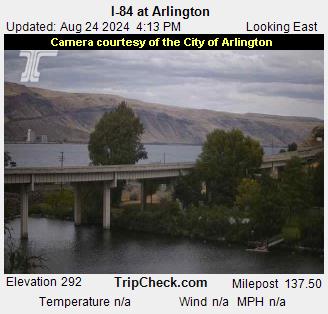 I-84 at Arlington
Updated: Aug 24 2024 4:13 PM Looking East
Camera courtesy of the City of Arlington
Elevation 292 TripCheck.com Milepost 137.50
Temperature n/a Wind n/a MPH n/a